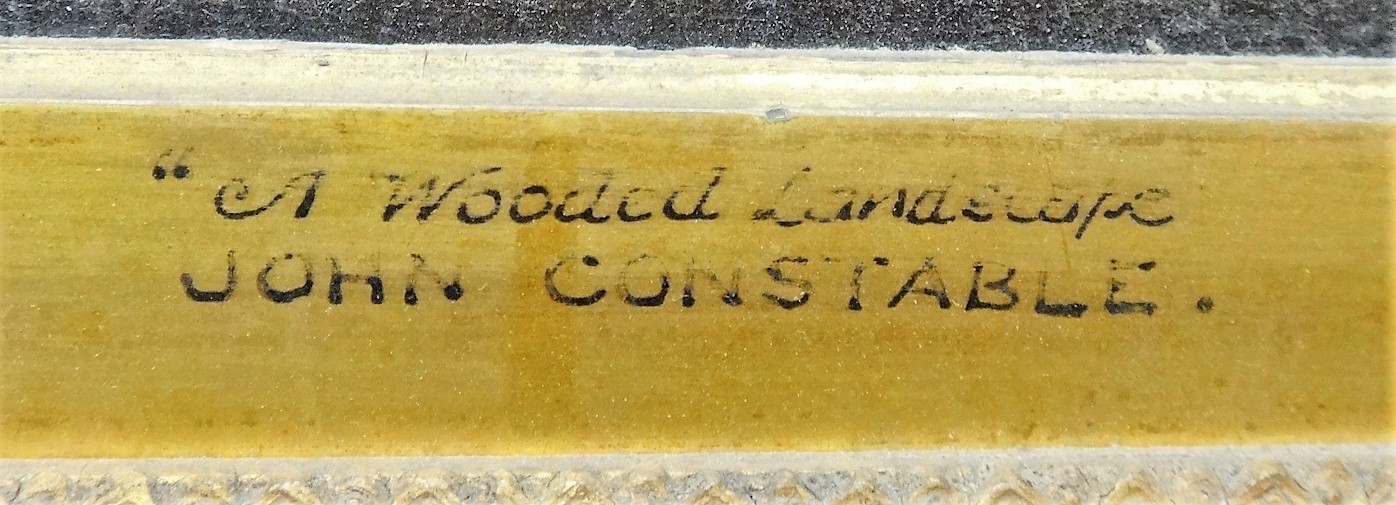 “A Wooded Landscape
JOHN CONSTABLE.